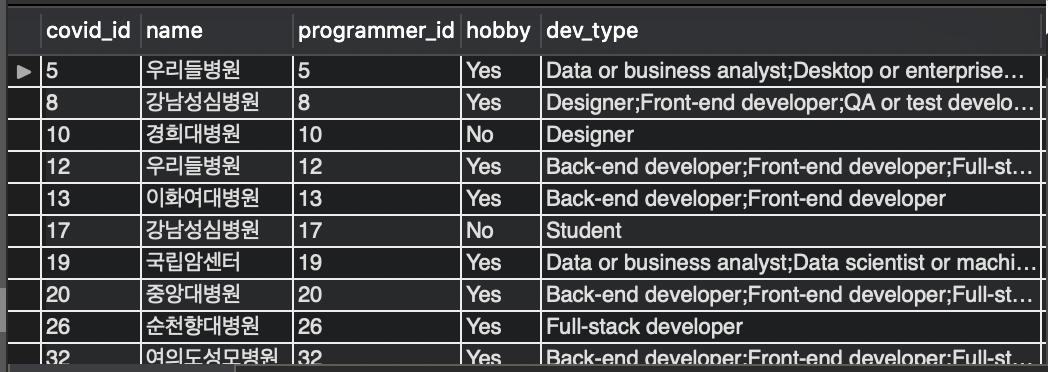 covid_id name programmer_id hobby dev_type
5 우리들병원 5 Yes Data or business analyst;Desktop or enterprise…
8 강남성심병원 8 Yes Designer;Front-end developer;QA or test develo…
10 경희대병원 10 No Designer
12 우리들병원 12 Yes Back-end developer;Front-end developer;Full-st…
13 이화여대병원 13 Yes Back-end developer;Front-end developer
17 강남성심병원 17 No Student
19 국립암센터 19 Yes Data or business analyst;Data scientist or machi…
20 중앙대병원 20 Yes Back-end developer;Front-end developer;Full-st…
26 순천향대병원 26 Yes Full-stack developer
32 여의도성모병원 32 Yes Back-end developer;Front-end developer;Full-st…